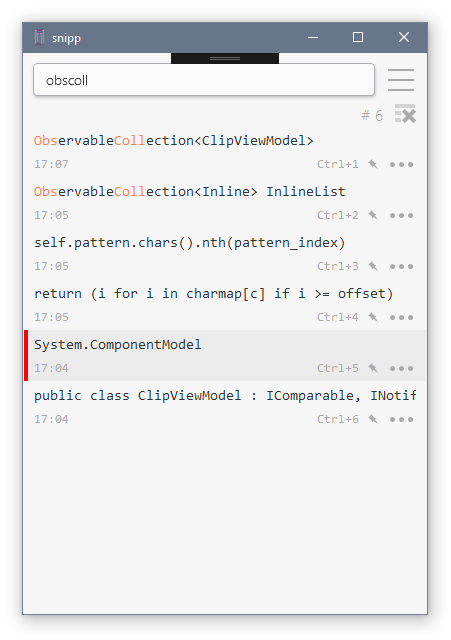 snipp
obscoll
# 6
ObservableCollection<ClipViewModel>
17:07 Ctrl+1
ObservableCollection<Inline> InlineList
17:05 Ctrl+2
self.pattern.chars().nth(pattern_index)
17:05 Ctrl+3
return (i for i in charmap[c] if i >= offset)
17:05 Ctrl+4
System.ComponentModel
17:04 Ctrl+5
public class ClipViewModel : IComparable, INotif
17:04 Ctrl+6